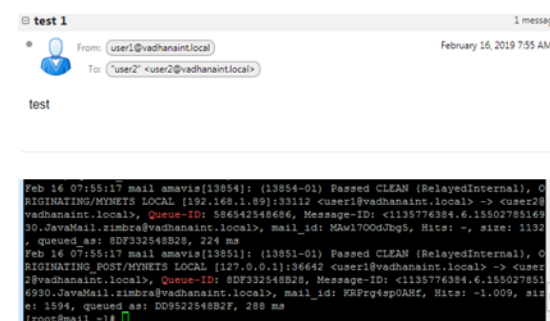 test 1
1 messag
From: user1@vadhanaint.local
February 16, 2019 7:55 AM
To: "user2" <user2@vadhanaint.local>
test
Feb 16 07:55:17 mail amavis[13854]: (13854-01) Passed CLEAN {RelayedInternal}, O
RIGINATING/MYNETS LOCAL [192.168.1.89]:33112 <user1@vadhanaint.local> -> <user2@
vadhanaint.local>, Queue-ID: 586542548686, Message-ID: <1135776384.6.15502785169
30.JavaMail.zimbra@vadhanaint.local>, mail_id: MAwl7OOdJbgS, Hits: -, size: 1132
, queued_as: 8DF332548B28, 224 ms
Feb 16 07:55:17 mail amavis[13851]: (13851-01) Passed CLEAN {RelayedInternal}, O
RIGINATING_POST/MYNETS LOCAL [127.0.0.1]:36642 <user1@vadhanaint.local> -> <user
2@vadhanaint.local>, Queue-ID: 8DF332548B28, Message-ID: <1135776384.6.155027851
6930.JavaMail.zimbra@vadhanaint.local>, mail_id: KRPrg4sp0AHf, Hits: -1.009, siz
e: 1594, queued_as: DD9522548B2F, 288 ms
[root@mail ~]#